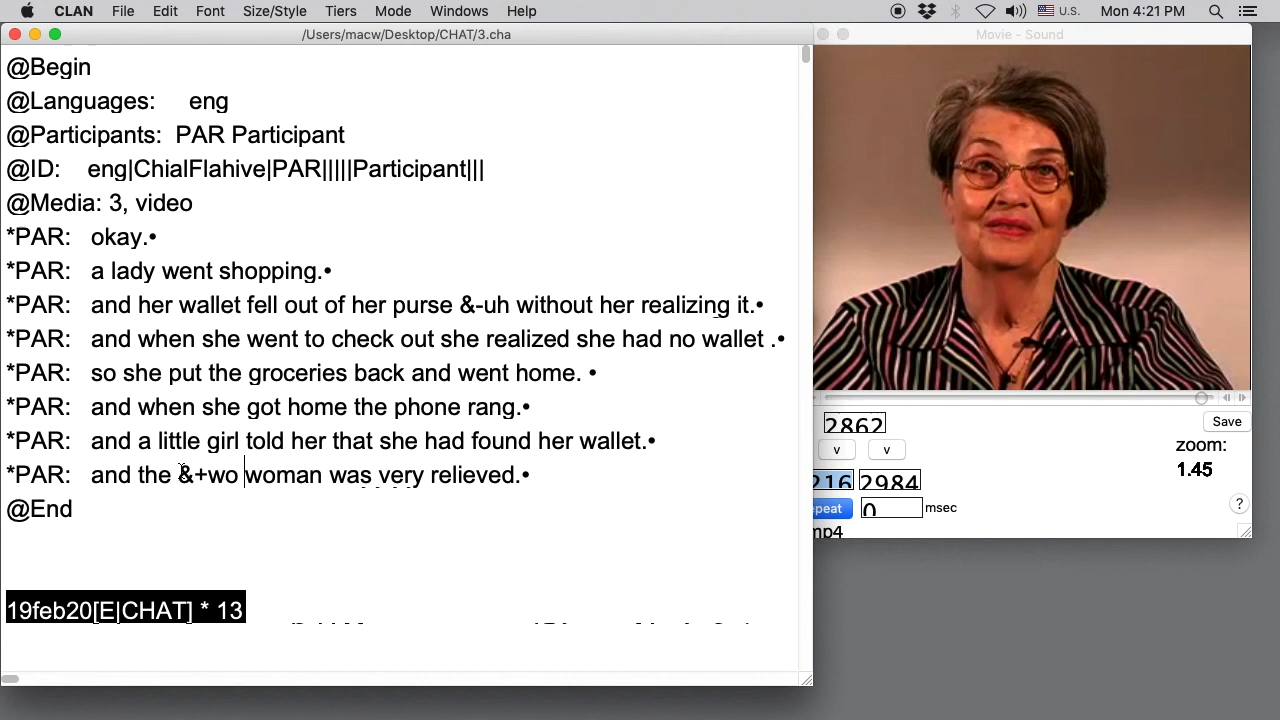 CLAN File Edit Font Size/Style Tiers Mode Windows Help U.S. Mon 4:21 PM
/Users/macw/Desktop/CHAT/3.cha
@Begin
@Languages: eng
@Participants: PAR Participant
@ID: eng|ChialFlahive|PAR|||||Participant|||
@Media: 3, video
*PAR: okay.•
*PAR: a lady went shopping.•
*PAR: and her wallet fell out of her purse &-uh without her realizing it.•
*PAR: and when she went to check out she realized she had no wallet .•
*PAR: so she put the groceries back and went home. •
*PAR: and when she got home the phone rang.•
*PAR: and a little girl told her that she had found her wallet.•
*PAR: and the &+wo woman was very relieved.•
@End
19feb20[E|CHAT] * 13
Movie - Sound
2862
Save
v v
zoom:
1.45
216 2984
peat 0 msec
?
mp4